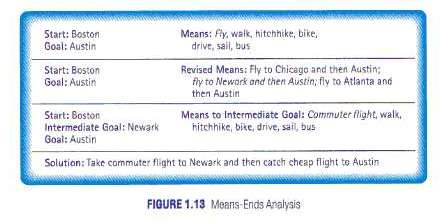 Start: Boston
Goal: Austin
Means: Fly, walk, hitchhike, bike,
drive, sail, bus
Start: Boston
Goal: Austin
Revised Means: Fly to Chicago and then Austin;
fly to Newark and then Austin; fly to Atlanta and
then Austin
Start: Boston
Intermediate Goal: Newark
Goal: Austin
Means to Intermediate Goal: Commuter flight, walk,
hitchhike, bike, drive, sail, bus
Solution: Take commuter flight to Newark and then catch cheap flight to Austin
FIGURE 1.13 Means-Ends Analysis